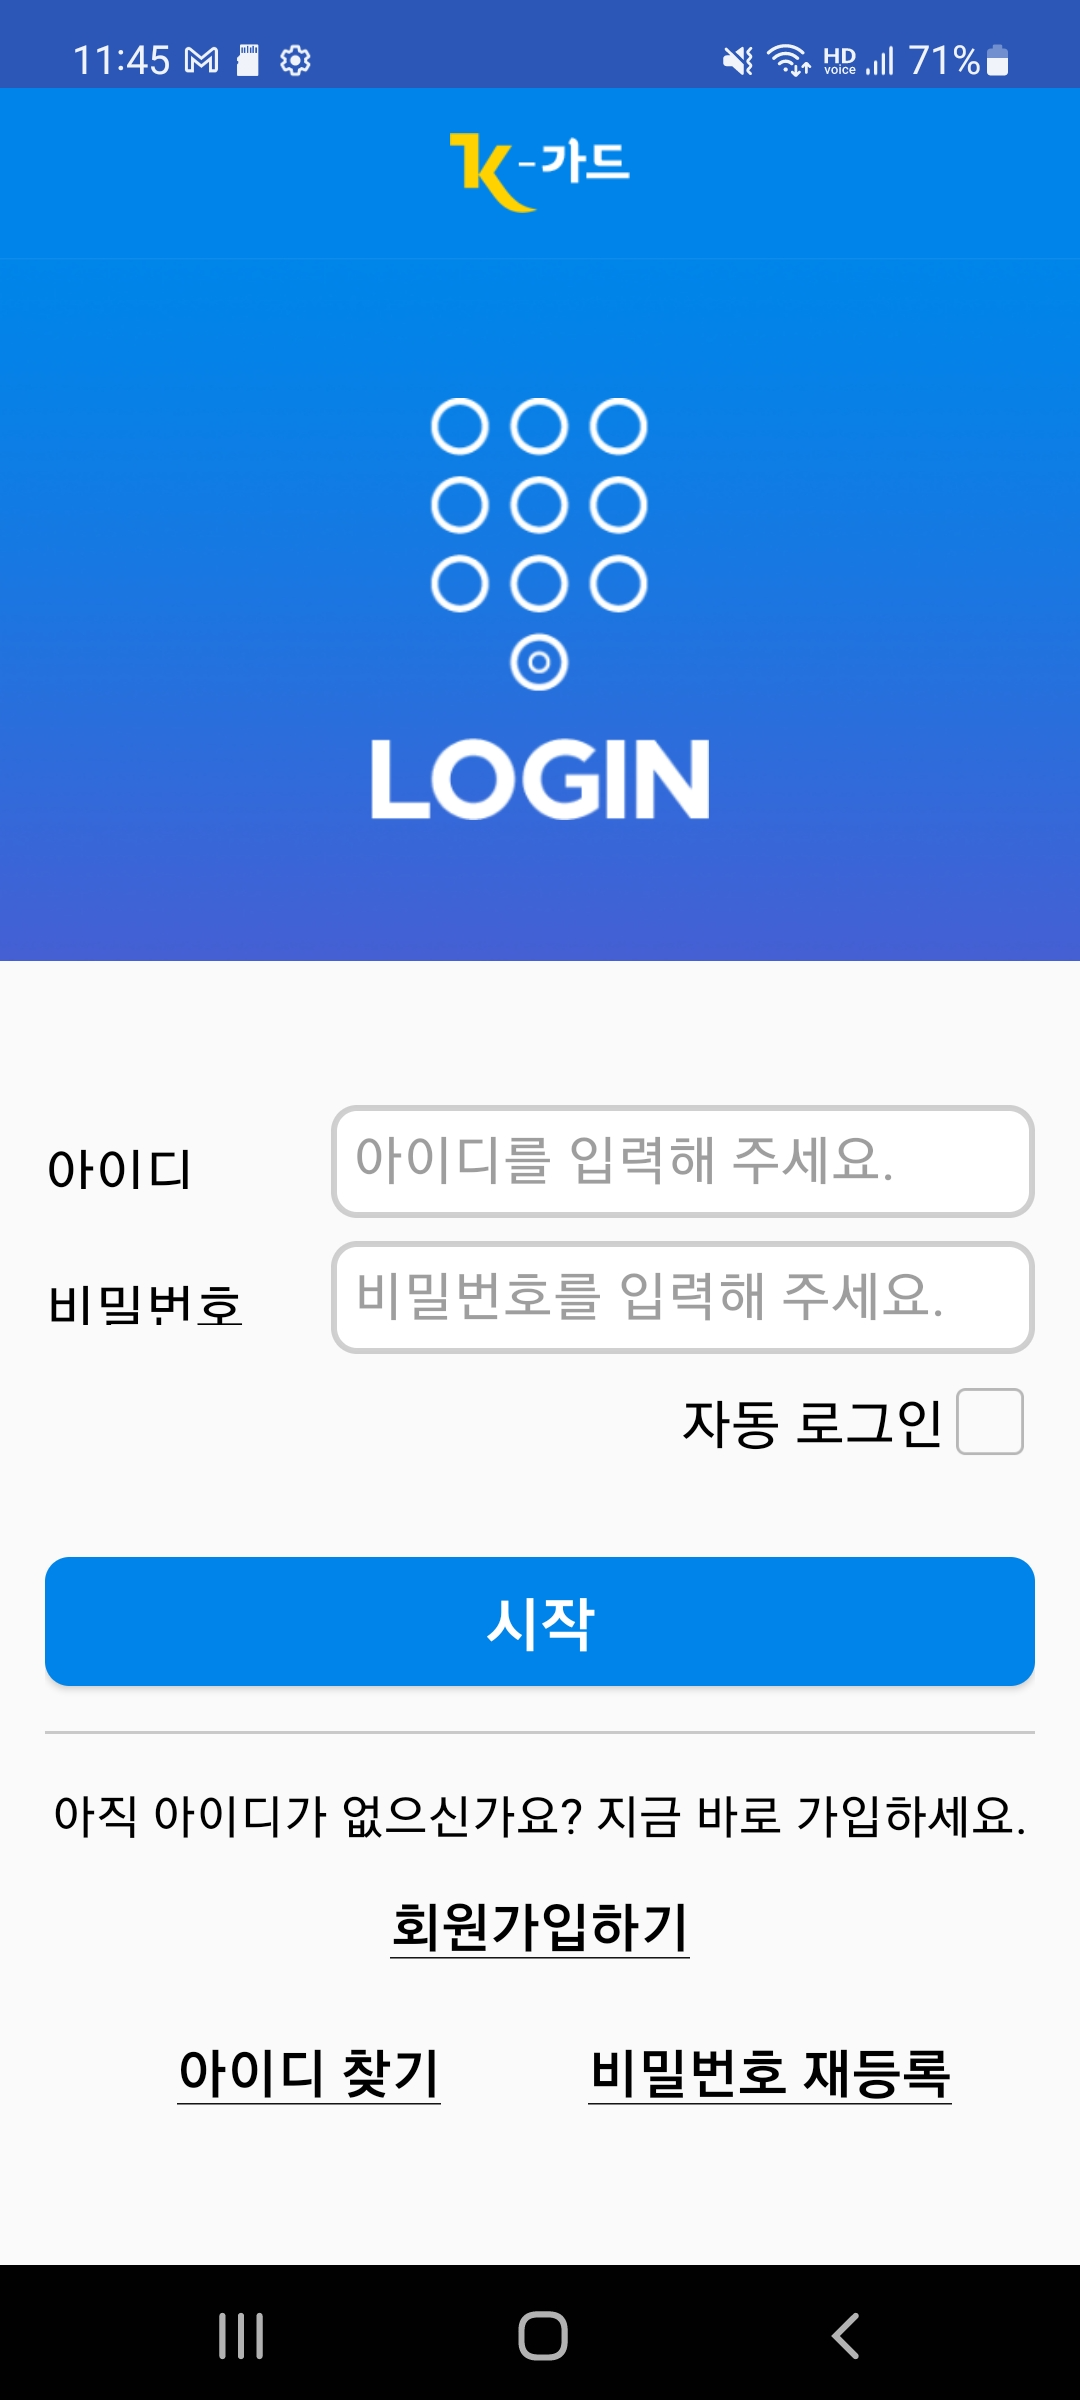 11:45 HD voice 71%
K-가드
LOGIN
아이디 아이디를 입력해 주세요.
비밀번호 비밀번호를 입력해 주세요.
자동 로그인
시작
아직 아이디가 없으신가요? 지금 바로 가입하세요.
회원가입하기
아이디 찾기 비밀번호 재등록